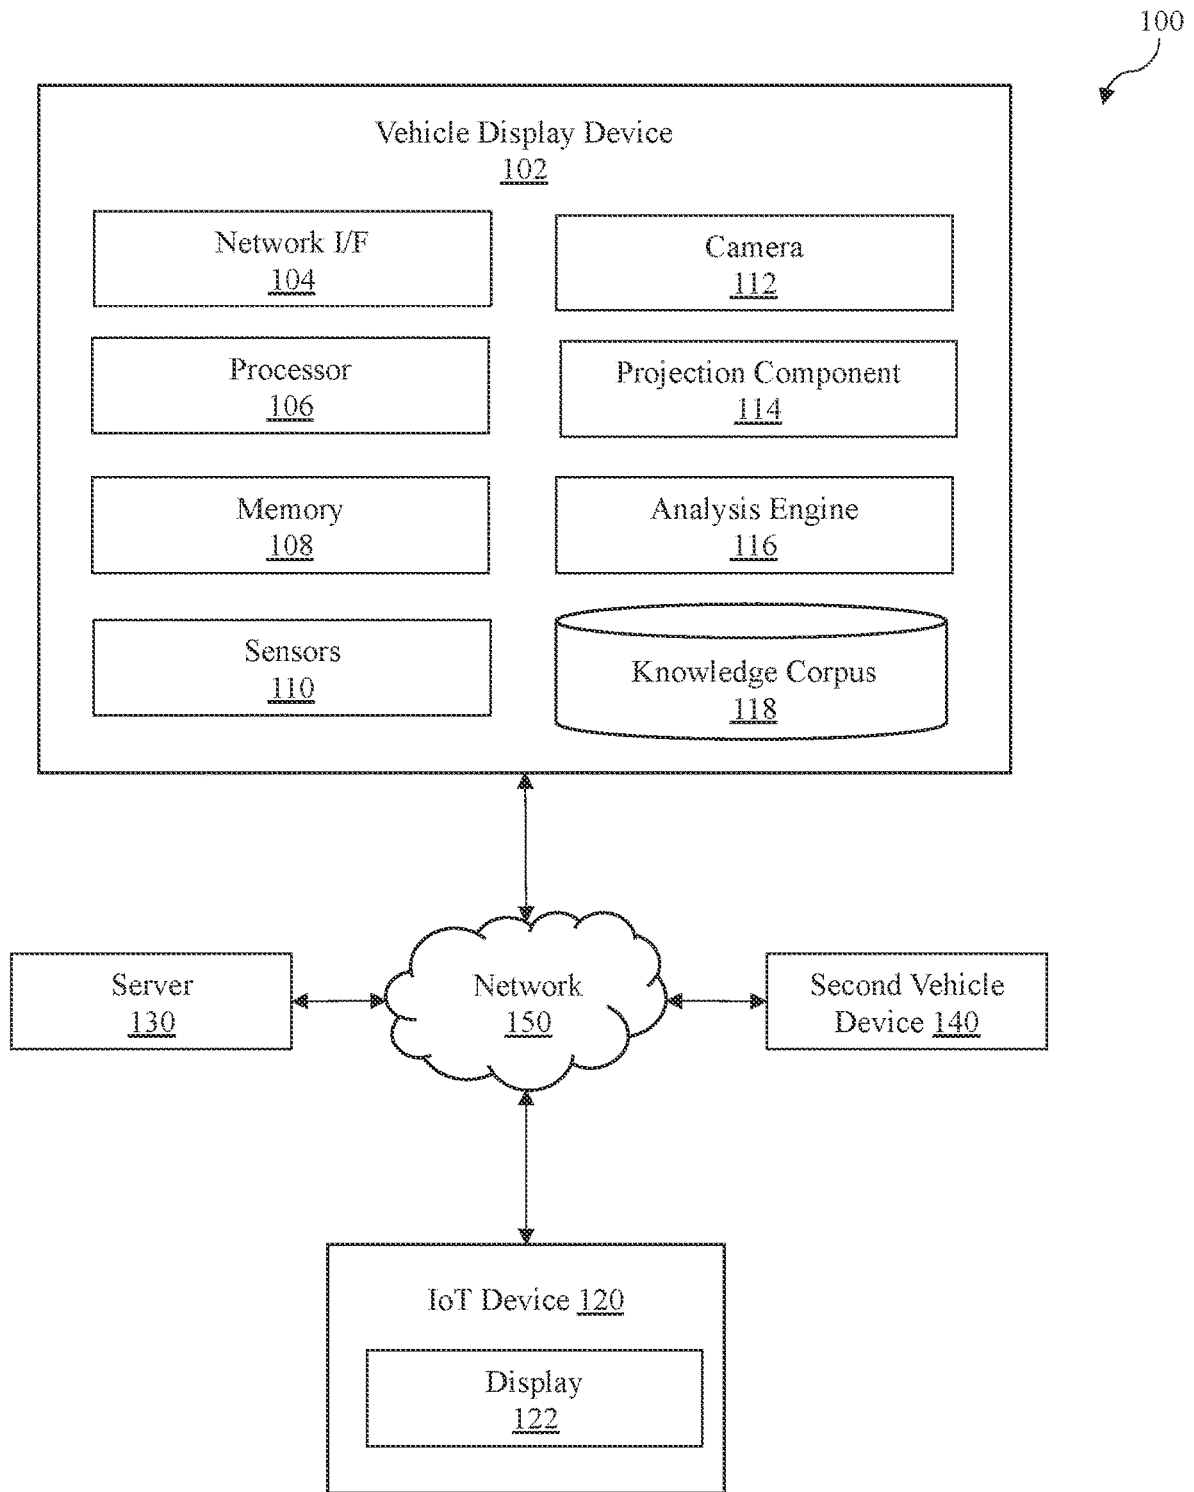 100
Vehicle Display Device
102
Network I/F
104
Camera
112
Processor
106
Projection Component
114
Memory
108
Analysis Engine
116
Sensors
110
Knowledge Corpus
118
Server
130
Network
150
Second Vehicle
Device 140
IoT Device 120
Display
122